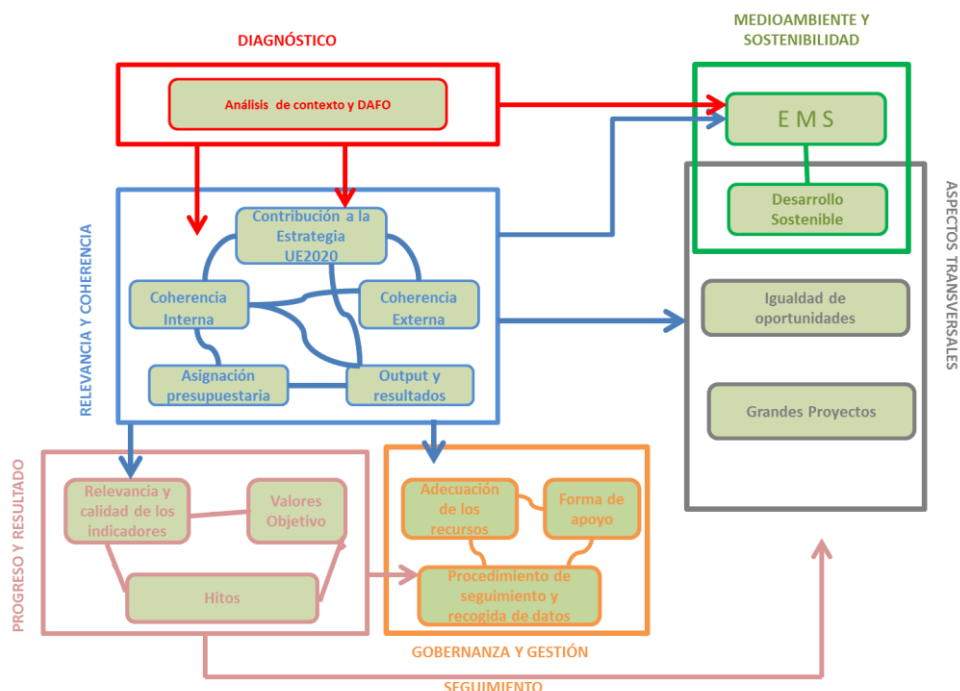 DIAGNÓSTICO
MEDIOAMBIENTE Y
SOSTENIBILIDAD
Análisis de contexto y DAFO
E M S
Desarrollo
Sostenible
ASPECTOS TRANSVERSALES
Igualdad de
oportunidades
Grandes Proyectos
RELEVANCIA Y COHERENCIA
Contribución a la
Estrategia
UE2020
Coherencia
Interna
Coherencia
Externa
Asignación
presupuestaria
Output y
resultados
PROGRESO Y RESULTADO
Relevancia y
calidad de los
indicadores
Valores
Objetivo
Hitos
Adecuación
de los
recursos
Forma de
apoyo
Procedimiento de
seguimiento y
recogida de datos
GOBERNANZA Y GESTIÓN
SEGUIMIENTO